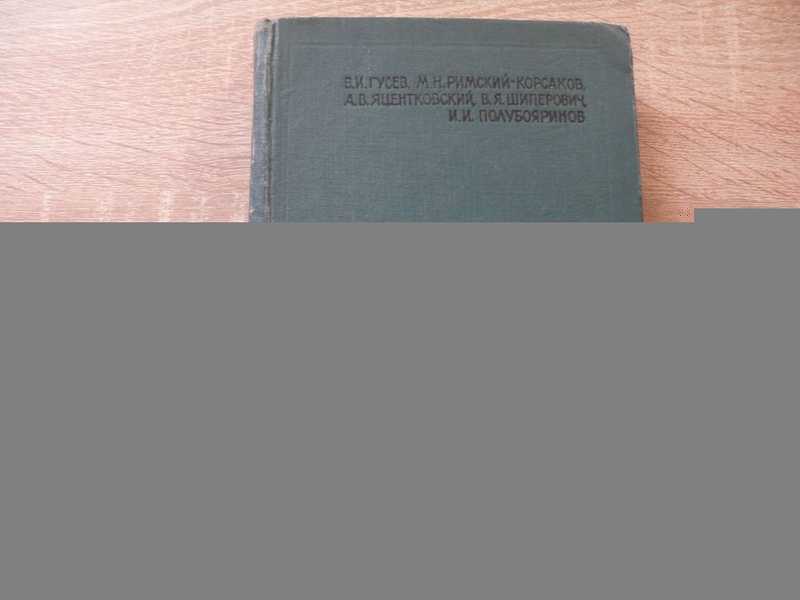 В.И.ГУСЕВ, М.Н.РИМСКИЙ-КОРСАКОВ,
А.В.ЯЦЕНТКОВСКИЙ, В.Я.ШИПЕРОВИЧ,
И.И. ПОЛУБОЯРИНОВ